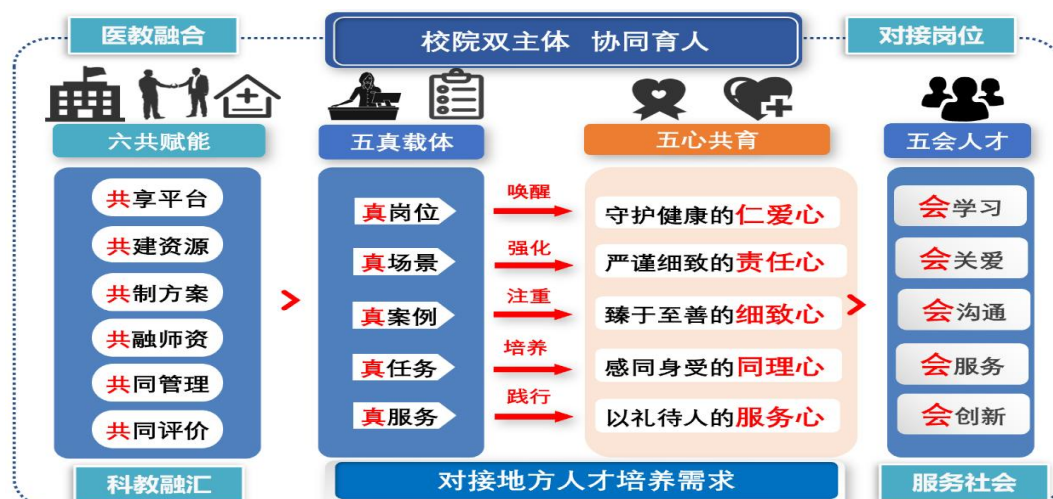 医教融合
校院双主体 协同育人
对接岗位
六共赋能
五真载体
五心共育
五会人才
共享平台
共建资源
共制方案
共融师资
共同管理
共同评价
真岗位
真场景
真案例
真任务
真服务
唤醒
强化
注重
培养
践行
守护健康的仁爱心
严谨细致的责任心
臻于至善的细致心
感同身受的同理心
以礼待人的服务心
会学习
会关爱
会沟通
会服务
会创新
科教融汇
对接地方人才培养需求
服务社会